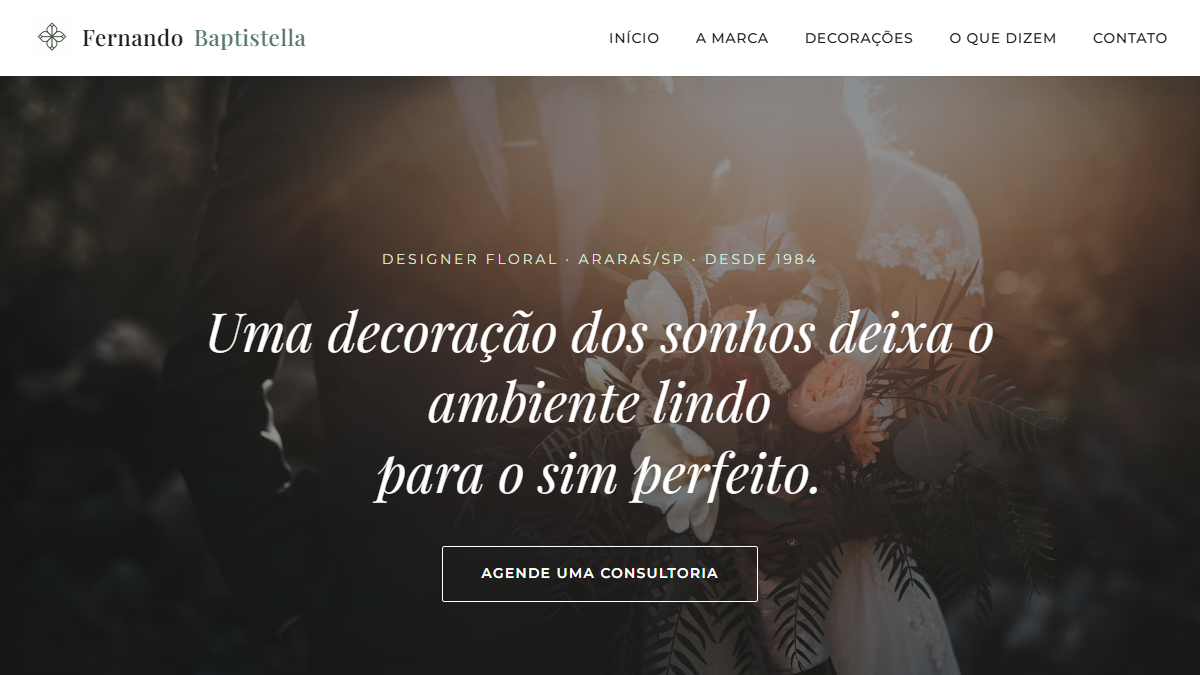 Fernando Baptistella
INÍCIO
A MARCA
DECORAÇÕES
O QUE DIZEM
CONTATO
DESIGNER FLORAL · ARARAS/SP · DESDE 1984
Uma decoração dos sonhos deixa o
ambiente lindo
para o sim perfeito.
AGENDE UMA CONSULTORIA